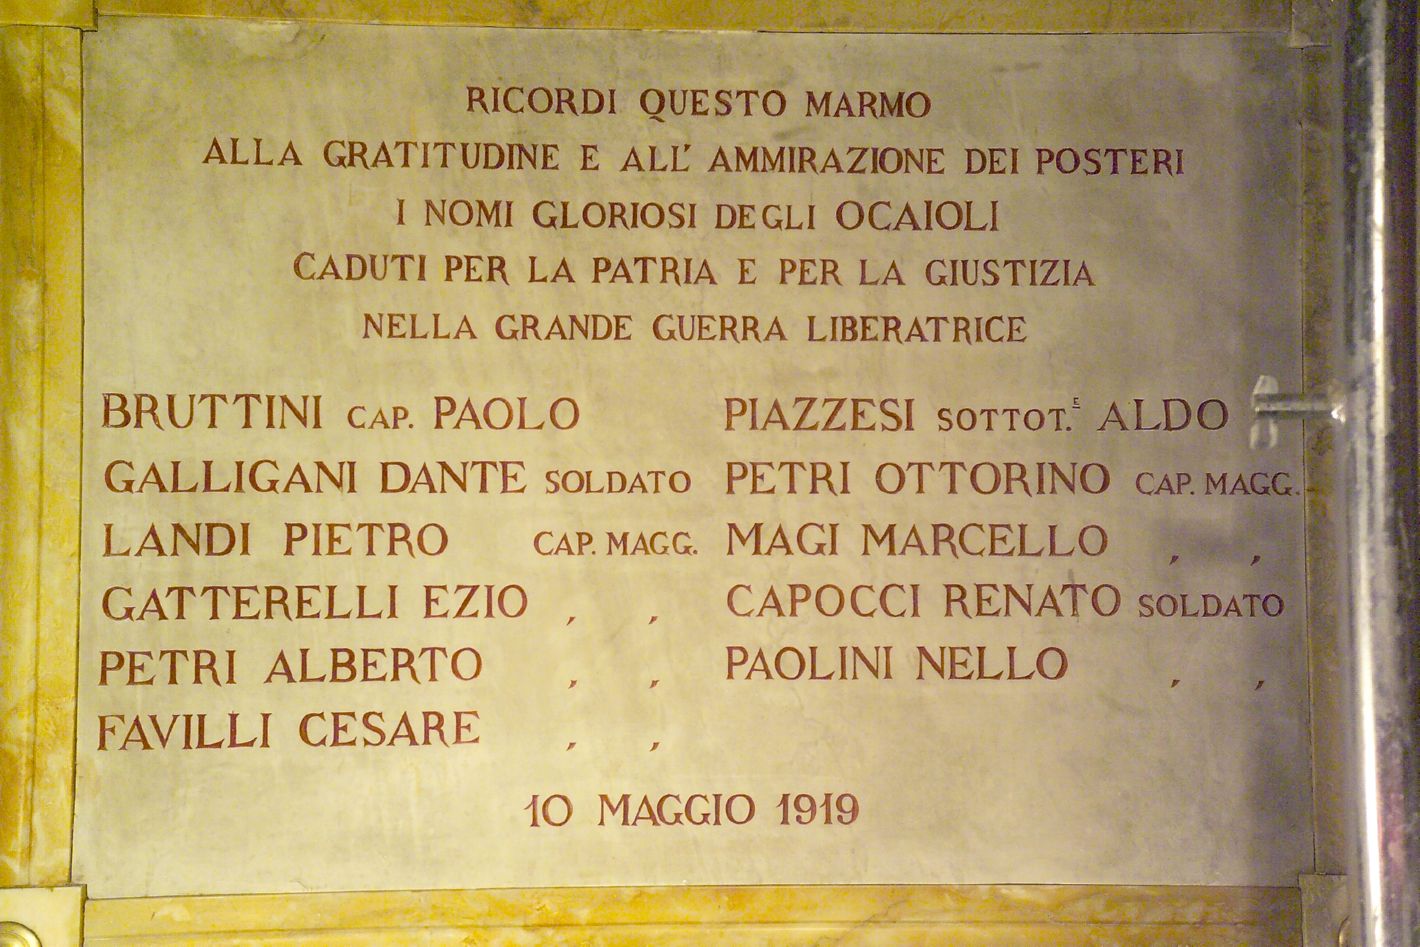 RICORDI QUESTO MARMO
ALLA GRATITUDINE E ALL' AMMIRAZIONE DEI POSTERI
I NOMI GLORIOSI DEGLI OCAIOLI
CADUTI PER LA PATRIA E PER LA GIUSTIZIA
NELLA GRANDE GUERRA LIBERATRICE
BRUTTINI CAP. PAOLO
GALLIGANI DANTE SOLDATO
LANDI PIETRO CAP. MAGG.
GATTERELLI EZIO , ,
PETRI ALBERTO , ,
FAVILLI CESARE , ,
PIAZZESI SOTTOT.E ALDO
PETRI OTTORINO CAP. MAGG.
MAGI MARCELLO , ,
CAPOCCI RENATO SOLDATO
PAOLINI NELLO , ,
10 MAGGIO 1919